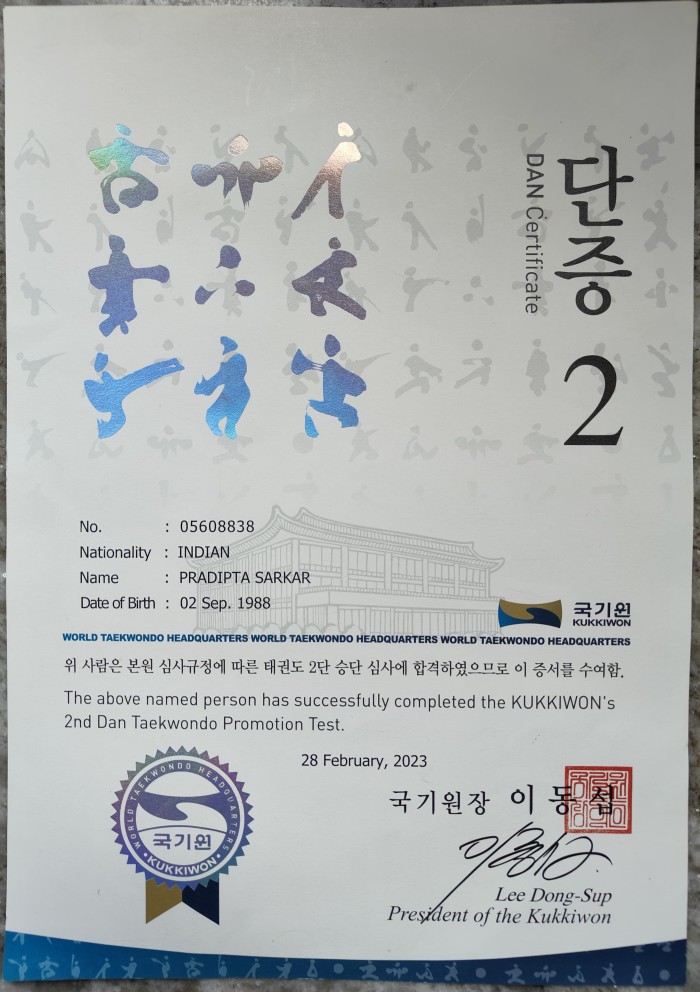 단증
DAN Certificate
2
No. : 05608838
Nationality : INDIAN
Name : PRADIPTA SARKAR
Date of Birth : 02 Sep. 1988
국기원
KUKKIWON
WORLD TAEKWONDO HEADQUARTERS WORLD TAEKWONDO HEADQUARTERS WORLD TAEKWONDO HEADQUARTERS
위 사람은 본원 심사규정에 따른 태권도 2단 승단 심사에 합격하였으므로 이 증서를 수여함.
The above named person has successfully completed the KUKKIWON's
2nd Dan Taekwondo Promotion Test.
28 February, 2023
국기원장 이동섭
Lee Dong-Sup
President of the Kukkiwon
WORLD TAEKWONDO HEADQUARTERS
국기원
• KUKKIWON •